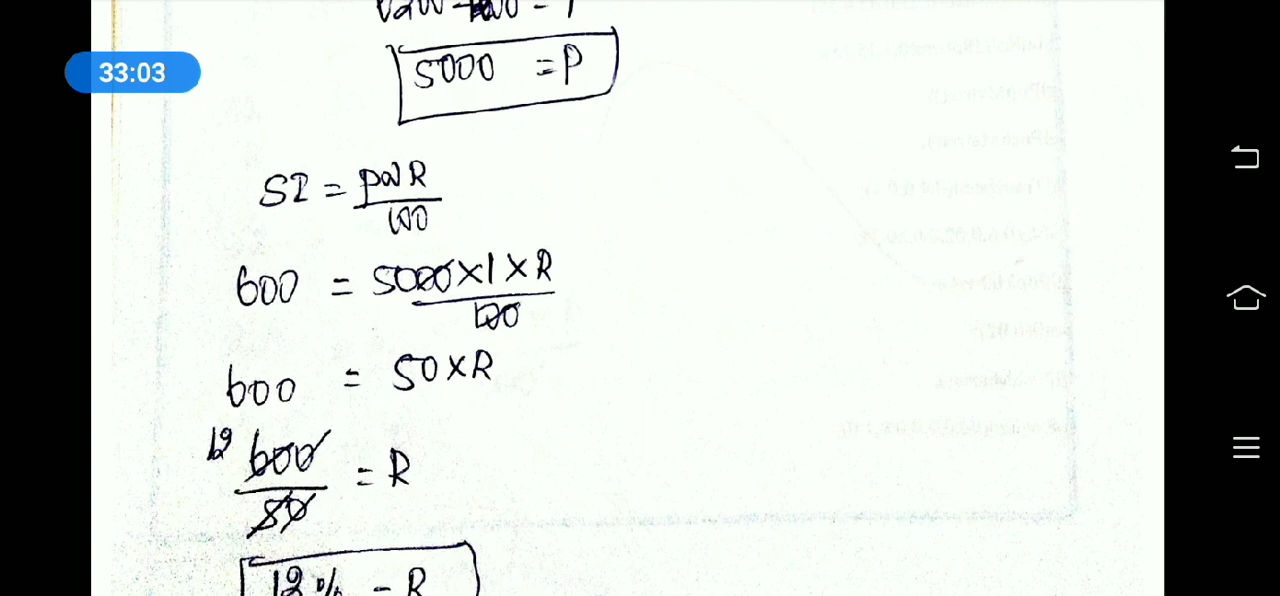 33:03
5000 = P
SI = PNR
100
600 = 5000×1×R
100
600 = 50×R
12 600 = R
50
12% = R